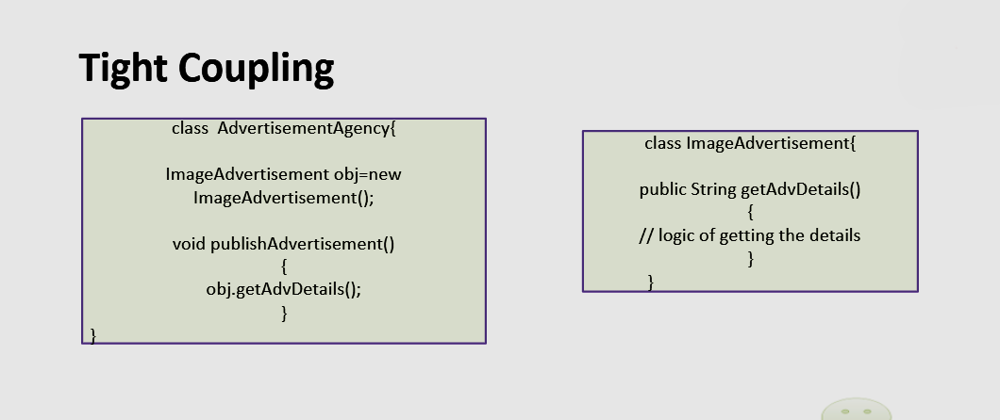 Tight Coupling
class  AdvertisementAgency{
ImageAdvertisement obj=new
ImageAdvertisement();
void publishAdvertisement()
{
obj.getAdvDetails();
}
}
class ImageAdvertisement{
public String getAdvDetails()
{
// logic of getting the details
}
}